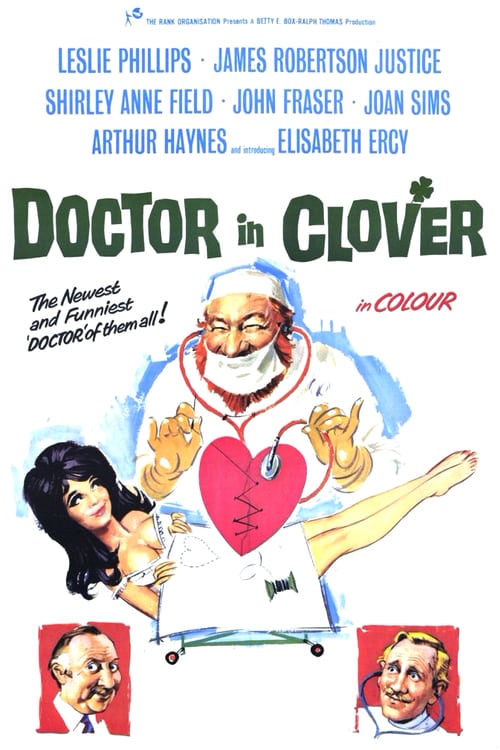 THE RANK ORGANISATION Presents A BETTY E. BOX-RALPH THOMAS Production
LESLIE PHILLIPS · JAMES ROBERTSON JUSTICE
SHIRLEY ANNE FIELD · JOHN FRASER · JOAN SIMS
ARTHUR HAYNES and introducing ELISABETH ERCY
DOCTOR in CLOVER
The Newest
and Funniest
'DOCTOR' of them all!
in COLOUR